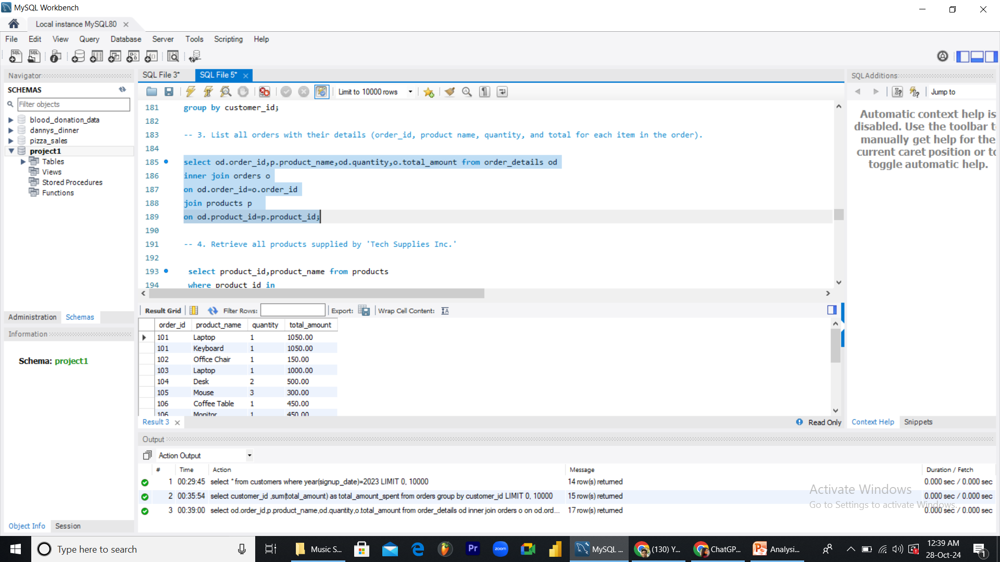 MySQL Workbench
Local instance MySQL80
File Edit View Query Database Server Tools Scripting Help
Navigator
SCHEMAS
Filter objects
blood_donation_data
dannys_dinner
pizza_sales
project1
Tables
Views
Stored Procedures
Functions
Administration Schemas
Information
Schema: project1
Object Info Session
SQL File 3* SQL File 5*
Limit to 10000 rows
181 group by customer_id;
182
183 -- 3. List all orders with their details (order_id, product name, quantity, and total for each item in the order).
184
185 select od.order_id,p.product_name,od.quantity,o.total_amount from order_details od
186 inner join orders o
187 on od.order_id=o.order_id
188 join products p
189 on od.product_id=p.product_id;
190
191 -- 4. Retrieve all products supplied by 'Tech Supplies Inc.'
192
193 select product_id,product_name from products
194 where product_id in
Result Grid Filter Rows: Export: Wrap Cell Content:
order_id product_name quantity total_amount
101 Laptop 1 1050.00
101 Keyboard 1 1050.00
102 Office Chair 1 150.00
103 Laptop 1 1000.00
104 Desk 2 500.00
105 Mouse 3 300.00
106 Coffee Table 1 450.00
106 Monitor 1 450.00
Result 3 Read Only
SQLAdditions
Jump to
Automatic context help is
disabled. Use the toolbar t
manually get help for the
current caret position or to
toggle automatic help.
Context Help Snippets
Output
Action Output
# Time Action Message Duration / Fetch
1 00:29:45 select * from customers where year(signup_date)=2023 LIMIT 0, 10000 14 row(s) returned 0.000 sec / 0.000 sec
2 00:35:54 select customer_id ,sum(total_amount) as total_amount_spent from orders group by customer_id LIMIT 0, 10000 15 row(s) returned 0.000 sec / 0.000 sec
3 00:39:00 select od.order_id,p.product_name,od.quantity,o.total_amount from order_details od inner join orders o on od.ord... 17 row(s) returned 0.000 sec / 0.000 sec
Activate Windows
Go to Settings to activate Windows.
Type here to search
Music S...
Pr
zoom
MySQL ...
(130) Y...
ChatGP...
Analysi...
12:39 AM
28-Oct-24
1